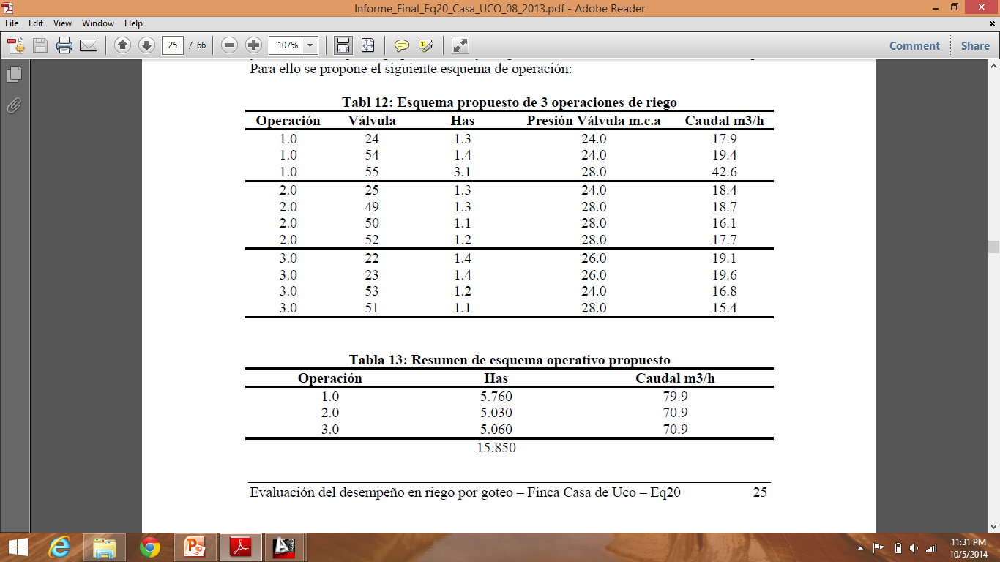 Informe_Final_Eq20_Casa_UCO_08_2013.pdf - Adobe Reader
File Edit View Window Help
25 / 66 107% Comment Share
Para ello se propone el siguiente esquema de operación:
Tabl 12: Esquema propuesto de 3 operaciones de riego
Operación Válvula Has Presión Válvula m.c.a Caudal m3/h
1.0 24 1.3 24.0 17.9
1.0 54 1.4 24.0 19.4
1.0 55 3.1 28.0 42.6
2.0 25 1.3 24.0 18.4
2.0 49 1.3 28.0 18.7
2.0 50 1.1 28.0 16.1
2.0 52 1.2 28.0 17.7
3.0 22 1.4 26.0 19.1
3.0 23 1.4 26.0 19.6
3.0 53 1.2 24.0 16.8
3.0 51 1.1 28.0 15.4
Tabla 13: Resumen de esquema operativo propuesto
Operación Has Caudal m3/h
1.0 5.760 79.9
2.0 5.030 70.9
3.0 5.060 70.9
15.850
Evaluación del desempeño en riego por goteo – Finca Casa de Uco – Eq20 25
11:31 PM
10/5/2014